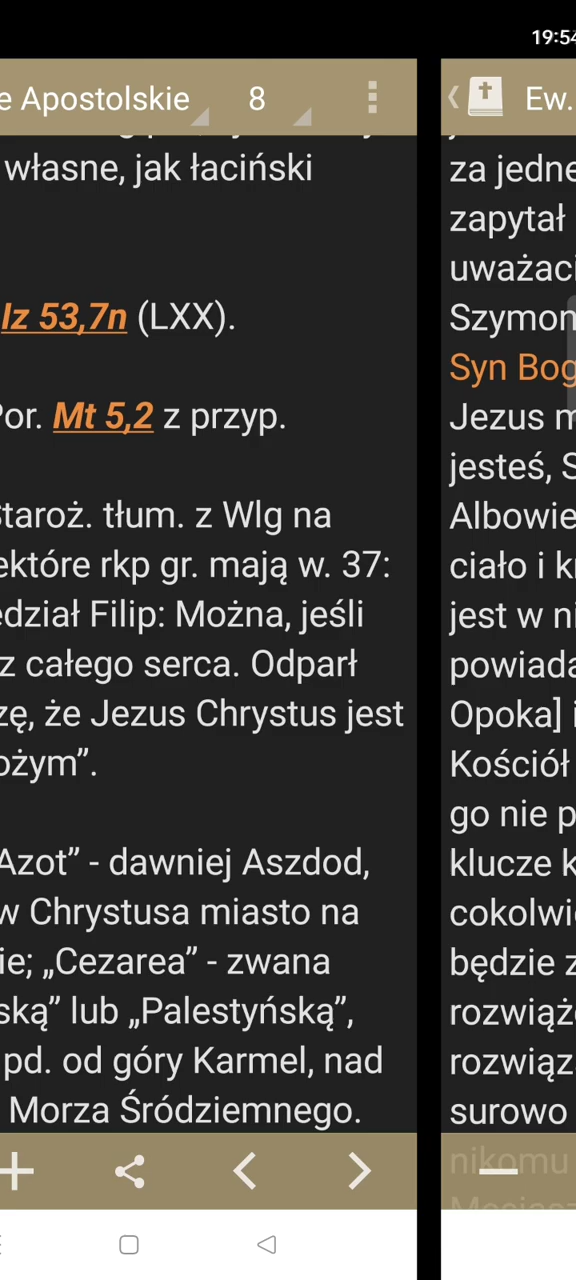 19:54
e Apostolskie 8
własne, jak łaciński
Iz 53,7n (LXX).
Por. Mt 5,2 z przyp.
Staroż. tłum. z Wlg na
ektóre rkp gr. mają w. 37:
edział Filip: Można, jeśli
z całego serca. Odparł
zę, że Jezus Chrystus jest
ożym”.
Azot” - dawniej Aszdod,
w Chrystusa miasto na
ie; „Cezarea” - zwana
ską” lub „Palestyńską”,
pd. od góry Karmel, nad
Morza Śródziemnego.
Ew.
za jedne
zapytał
uważaci
Szymon
Syn Bog
Jezus m
jesteś, S
Albowie
ciało i k
jest w ni
powiada
Opoka] i
Kościół
go nie p
klucze k
cokolwi
będzie z
rozwiąż
rozwiąz
surowo
nikomu